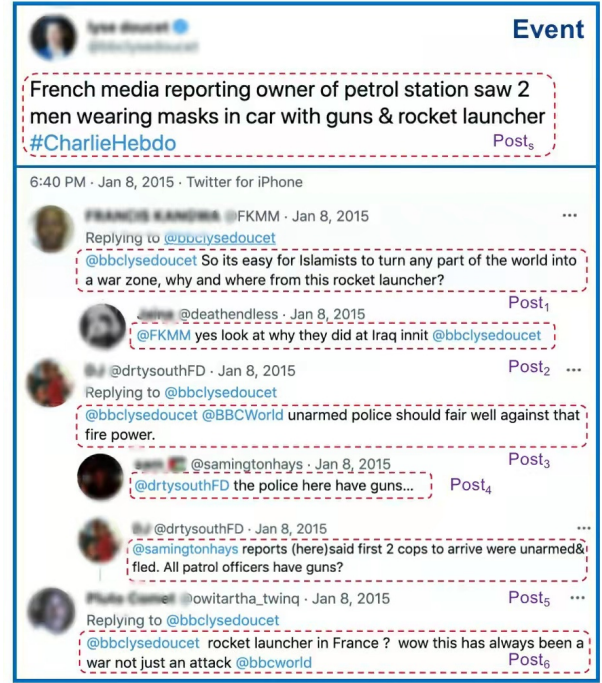 Event
French media reporting owner of petrol station saw 2
men wearing masks in car with guns & rocket launcher
#CharlieHebdo
Posts
6:40 PM · Jan 8, 2015 · Twitter for iPhone
@FKMM · Jan 8, 2015
Replying to @bbclysedoucet
@bbclysedoucet So its easy for Islamists to turn any part of the world into
a war zone, why and where from this rocket launcher?
Post1
@deathendless · Jan 8, 2015
@FKMM yes look at why they did at Iraq innit @bbclysedoucet
Post2
@drtysouthFD · Jan 8, 2015
Replying to @bbclysedoucet
@bbclysedoucet @BBCWorld unarmed police should fair well against that
fire power.
Post3
@samingtonhays · Jan 8, 2015
@drtysouthFD the police here have guns...
Post4
@drtysouthFD · Jan 8, 2015
@samingtonhays reports (here)said first 2 cops to arrive were unarmed&
fled. All patrol officers have guns?
Post5
@owitartha_twinq · Jan 8, 2015
Replying to @bbclysedoucet
@bbclysedoucet rocket launcher in France ? wow this has always been a
war not just an attack @bbcworld
Post6